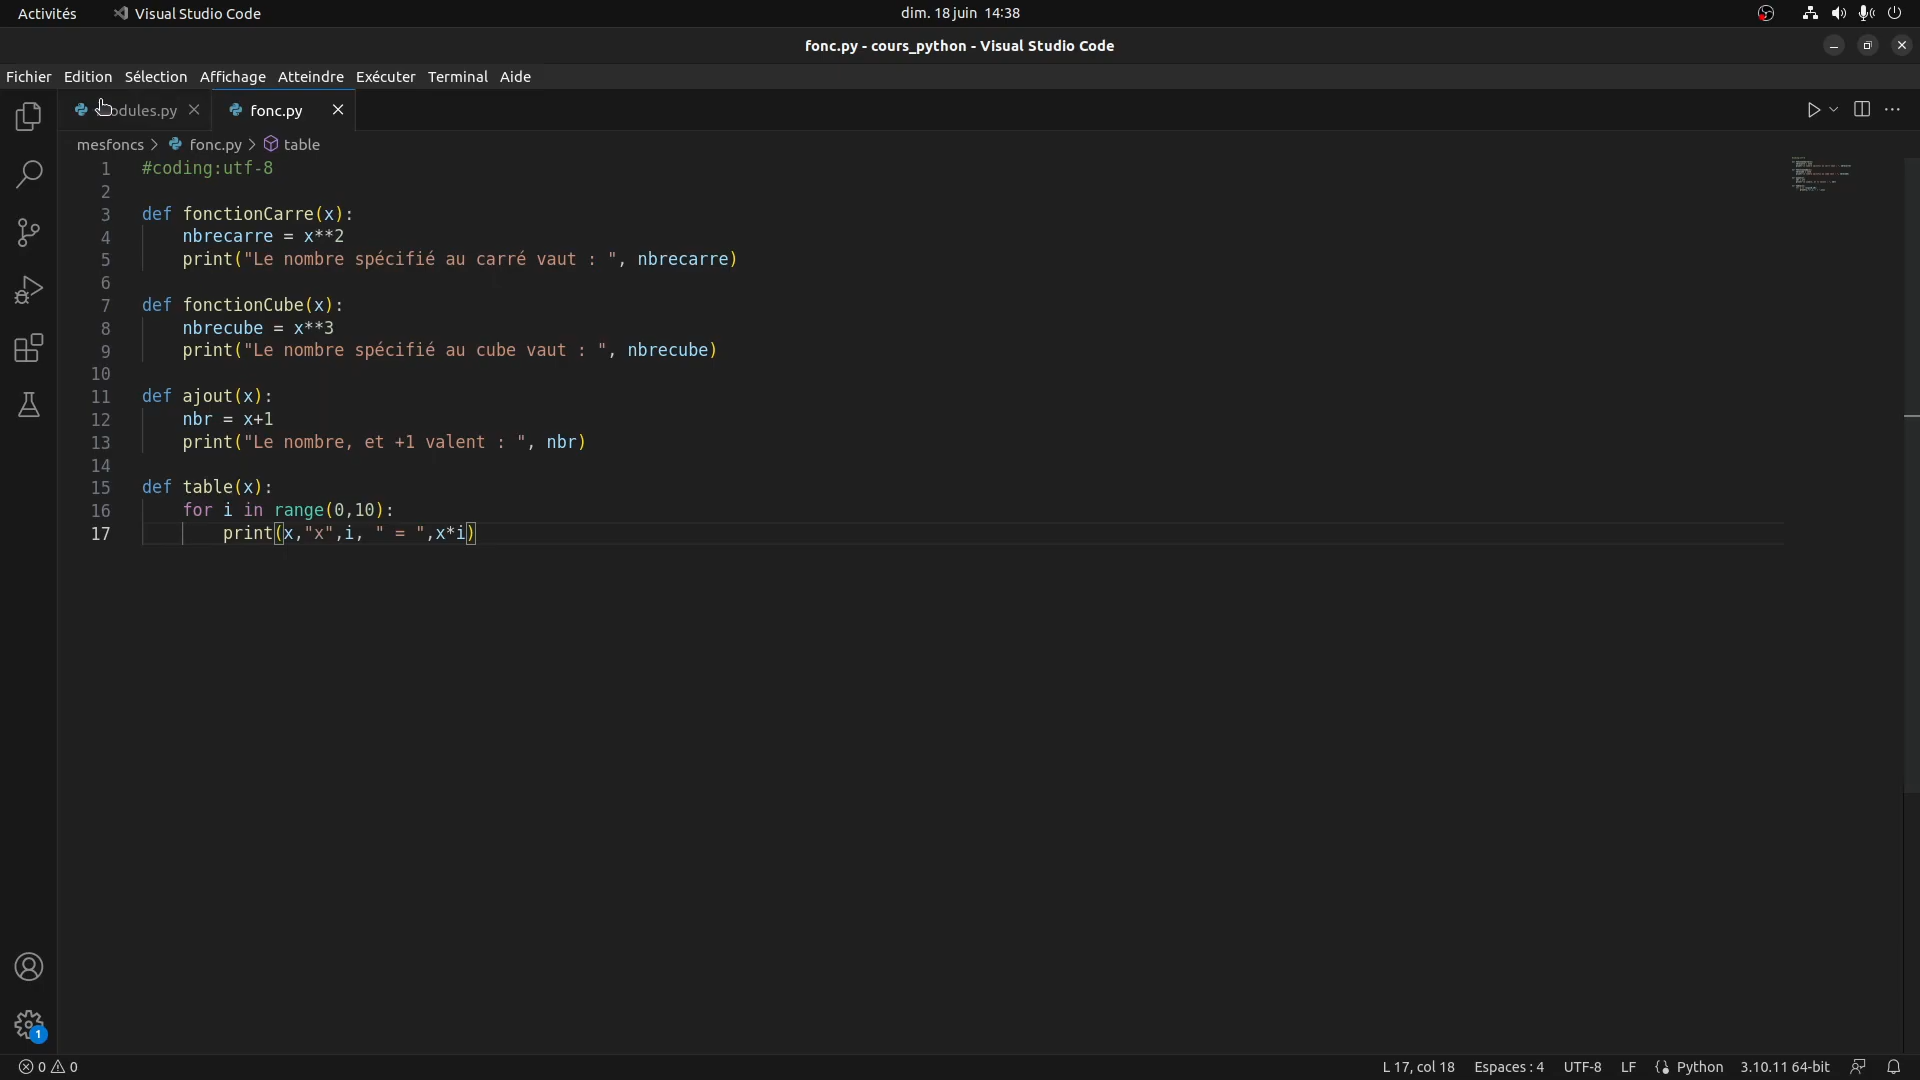 Activités Visual Studio Code dim. 18 juin 14:38
fonc.py - cours_python - Visual Studio Code
Fichier Edition Sélection Affichage Atteindre Exécuter Terminal Aide
fonc.py
mesfoncs > fonc.py > table
1 #coding:utf-8
2
3 def fonctionCarre(x):
4 nbrecarre = x**2
5 print("Le nombre spécifié au carré vaut : ", nbrecarre)
6
7 def fonctionCube(x):
8 nbrecube = x**3
9 print("Le nombre spécifié au cube vaut : ", nbrecube)
10
11 def ajout(x):
12 nbr = x+1
13 print("Le nombre, et +1 valent : ", nbr)
14
15 def table(x):
16 for i in range(0,10):
17 print(x,"x",i, " = ",x*i)
1
0 0 L 17, col 18 Espaces : 4 UTF-8 LF Python 3.10.11 64-bit